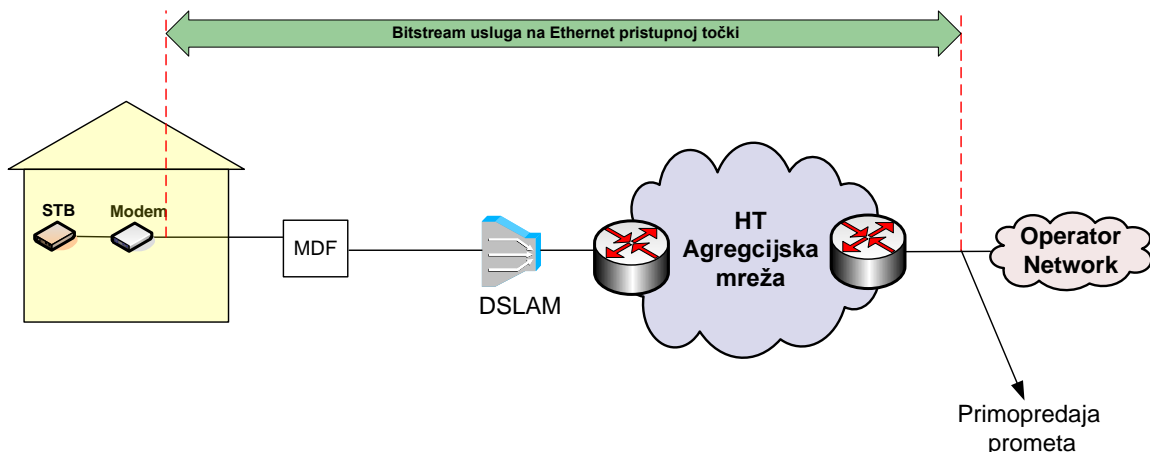 Bitstream usluga na Ethernet pristupnoj točki
STB
Modem
MDF
DSLAM
HT
Agregcijska
mreža
Operator
Network
Primopredaja
prometa